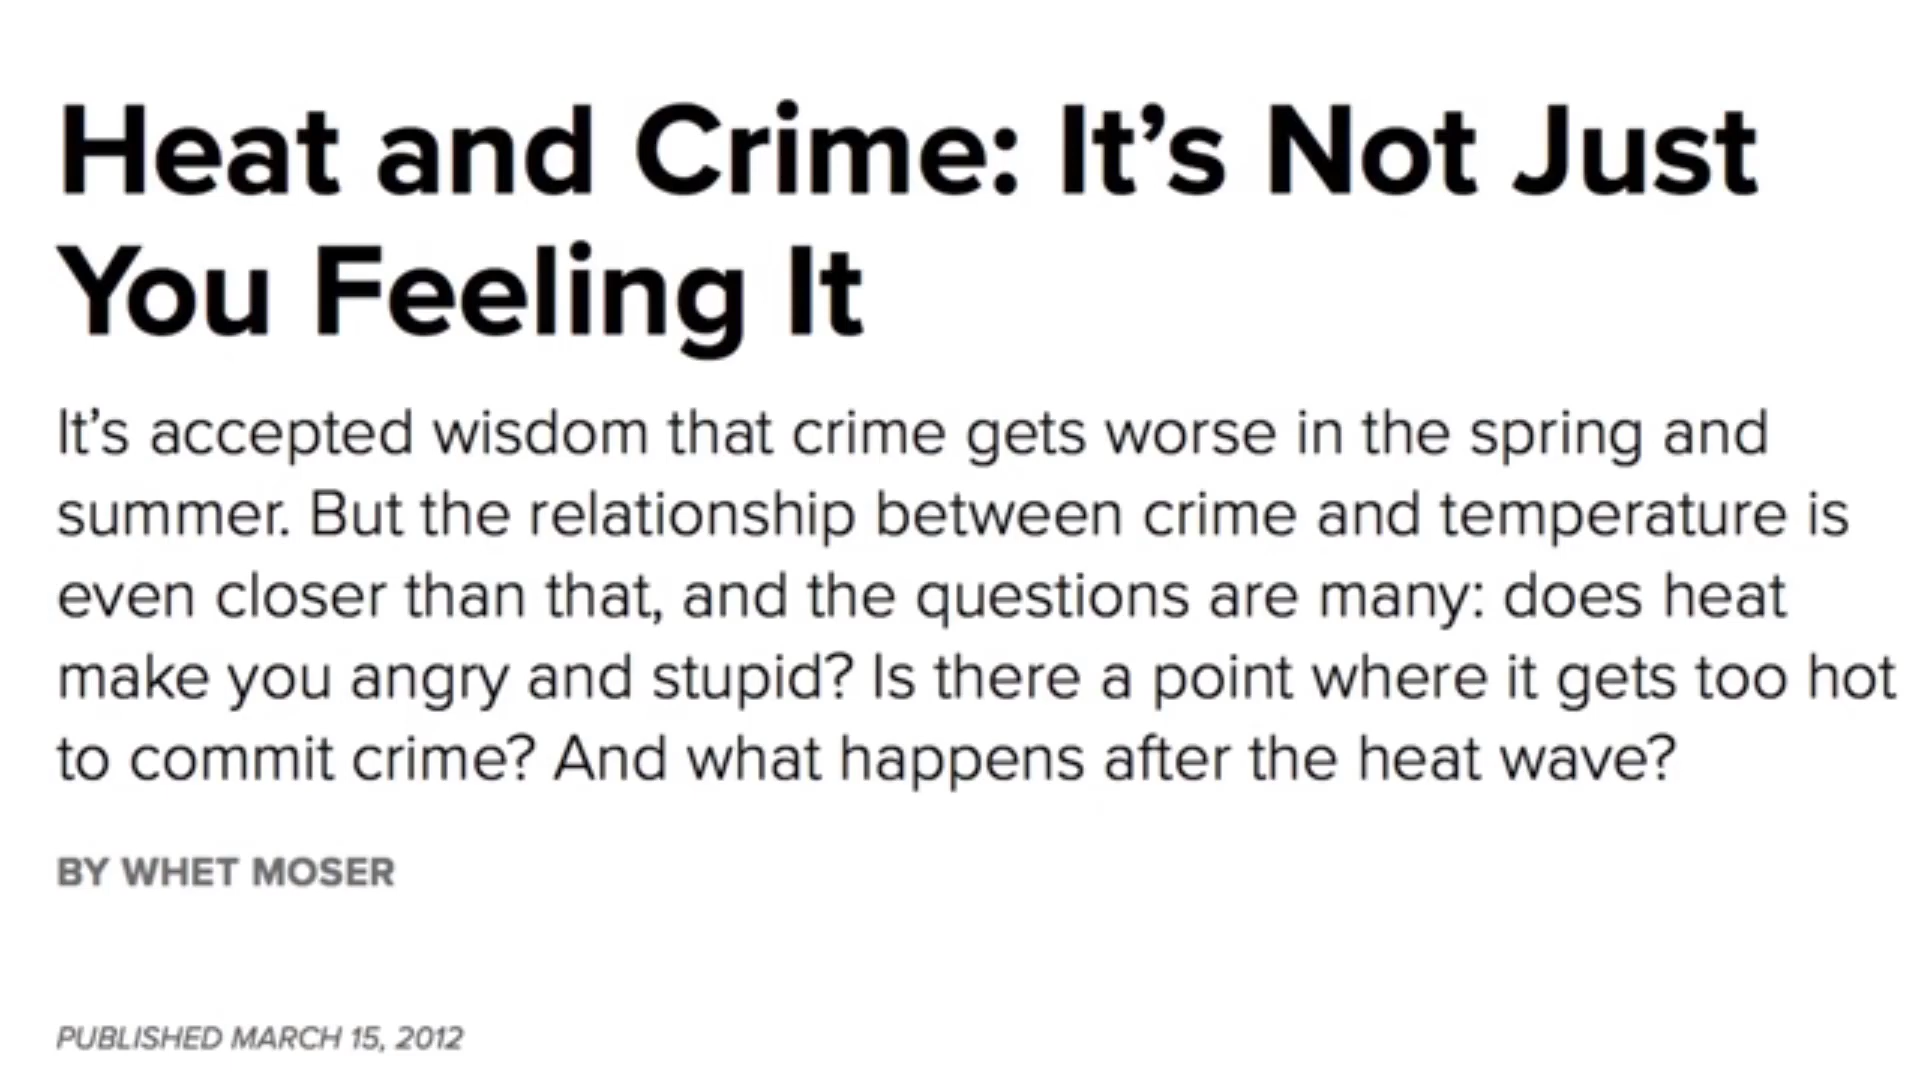 Heat and Crime: It’s Not Just
You Feeling It
It’s accepted wisdom that crime gets worse in the spring and
summer. But the relationship between crime and temperature is
even closer than that, and the questions are many: does heat
make you angry and stupid? Is there a point where it gets too hot
to commit crime? And what happens after the heat wave?
BY WHET MOSER
PUBLISHED MARCH 15, 2012